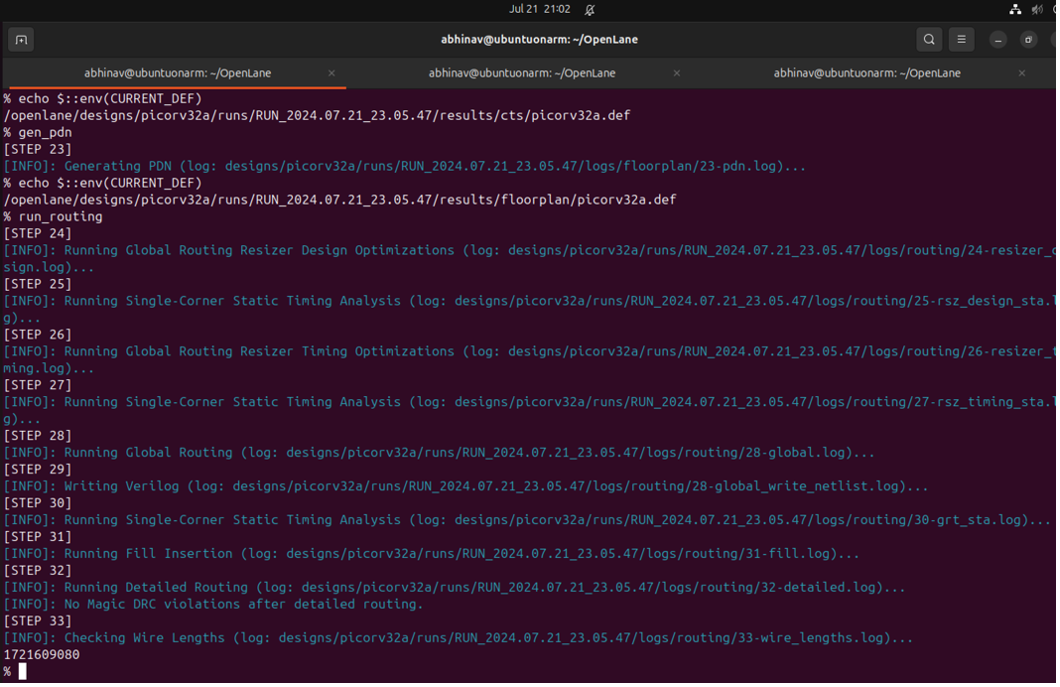 Jul 21 21:02
abhinav@ubuntuonarm: ~/OpenLane
abhinav@ubuntuonarm: ~/OpenLane × abhinav@ubuntuonarm: ~/OpenLane × abhinav@ubuntuonarm: ~/OpenLane ×
% echo $::env(CURRENT_DEF)
/openlane/designs/picorv32a/runs/RUN_2024.07.21_23.05.47/results/cts/picorv32a.def
% gen_pdn
[STEP 23]
[INFO]: Generating PDN (log: designs/picorv32a/runs/RUN_2024.07.21_23.05.47/logs/floorplan/23-pdn.log)...
% echo $::env(CURRENT_DEF)
/openlane/designs/picorv32a/runs/RUN_2024.07.21_23.05.47/results/floorplan/picorv32a.def
% run_routing
[STEP 24]
[INFO]: Running Global Routing Resizer Design Optimizations (log: designs/picorv32a/runs/RUN_2024.07.21_23.05.47/logs/routing/24-resizer_
sign.log)...
[STEP 25]
[INFO]: Running Single-Corner Static Timing Analysis (log: designs/picorv32a/runs/RUN_2024.07.21_23.05.47/logs/routing/25-rsz_design_sta.
g)...
[STEP 26]
[INFO]: Running Global Routing Resizer Timing Optimizations (log: designs/picorv32a/runs/RUN_2024.07.21_23.05.47/logs/routing/26-resizer_
ming.log)...
[STEP 27]
[INFO]: Running Single-Corner Static Timing Analysis (log: designs/picorv32a/runs/RUN_2024.07.21_23.05.47/logs/routing/27-rsz_timing_sta.
g)...
[STEP 28]
[INFO]: Running Global Routing (log: designs/picorv32a/runs/RUN_2024.07.21_23.05.47/logs/routing/28-global.log)...
[STEP 29]
[INFO]: Writing Verilog (log: designs/picorv32a/runs/RUN_2024.07.21_23.05.47/logs/routing/28-global_write_netlist.log)...
[STEP 30]
[INFO]: Running Single-Corner Static Timing Analysis (log: designs/picorv32a/runs/RUN_2024.07.21_23.05.47/logs/routing/30-grt_sta.log)...
[STEP 31]
[INFO]: Running Fill Insertion (log: designs/picorv32a/runs/RUN_2024.07.21_23.05.47/logs/routing/31-fill.log)...
[STEP 32]
[INFO]: Running Detailed Routing (log: designs/picorv32a/runs/RUN_2024.07.21_23.05.47/logs/routing/32-detailed.log)...
[INFO]: No Magic DRC violations after detailed routing.
[STEP 33]
[INFO]: Checking Wire Lengths (log: designs/picorv32a/runs/RUN_2024.07.21_23.05.47/logs/routing/33-wire_lengths.log)...
1721609080
%